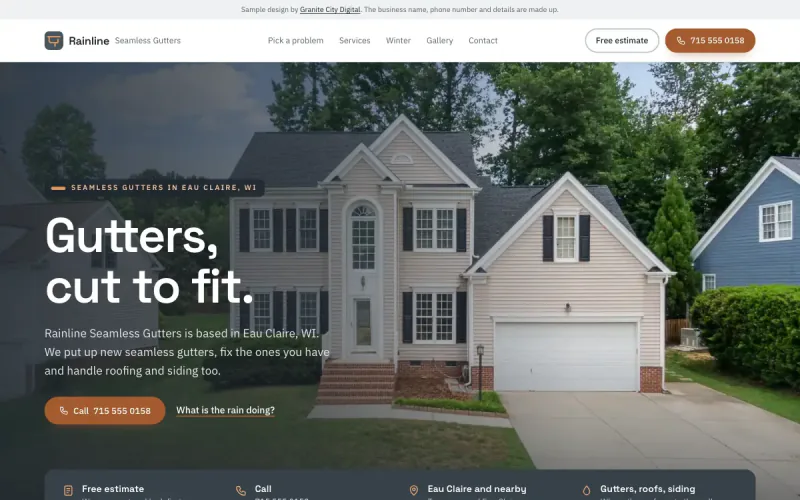 Sample design by Granite City Digital. The business name, phone number and details are made up.
Rainline Seamless Gutters
Pick a problem Services Winter Gallery Contact
Free estimate
715 555 0158
SEAMLESS GUTTERS IN EAU CLAIRE, WI
Gutters,
cut to fit.
Rainline Seamless Gutters is based in Eau Claire, WI.
We put up new seamless gutters, fix the ones you have
and handle roofing and siding too.
Call 715 555 0158
What is the rain doing?
Free estimate
Call
Eau Claire and nearby
Gutters, roofs, siding